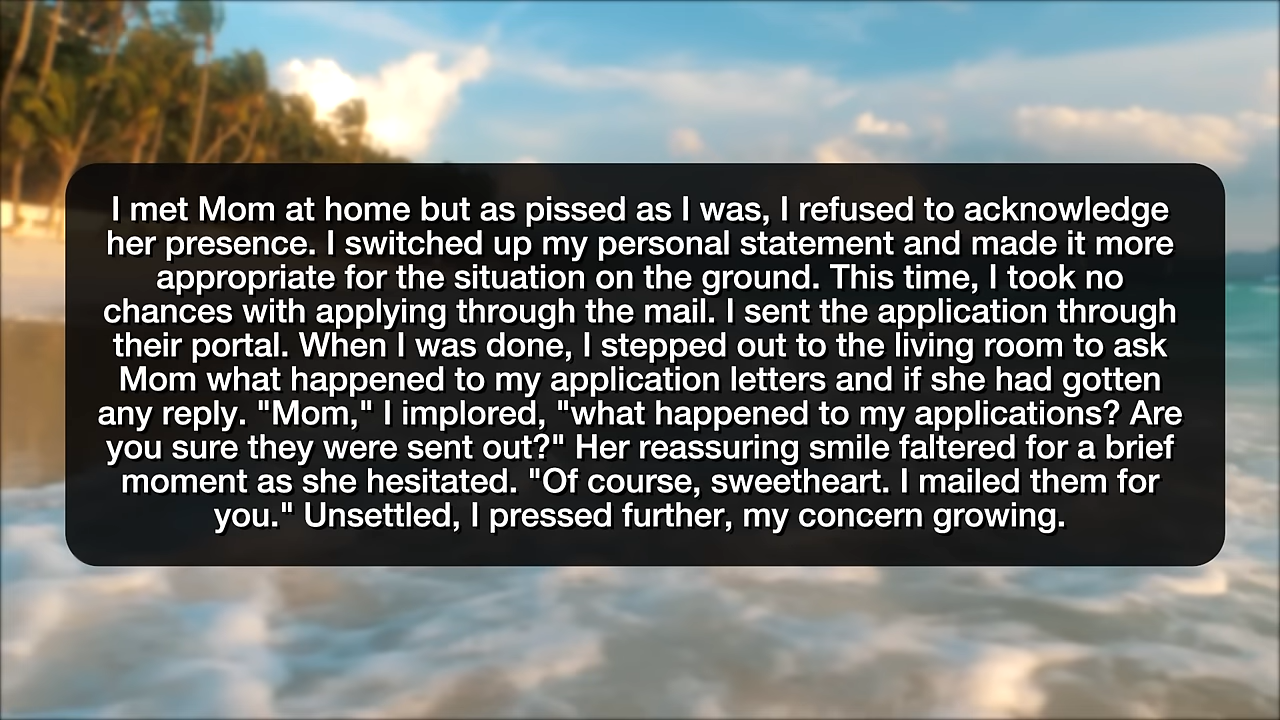 I met Mom at home but as pissed as I was, I refused to acknowledge
her presence. I switched up my personal statement and made it more
appropriate for the situation on the ground. This time, I took no
chances with applying through the mail. I sent the application through
their portal. When I was done, I stepped out to the living room to ask
Mom what happened to my application letters and if she had gotten
any reply. "Mom," I implored, "what happened to my applications? Are
you sure they were sent out?" Her reassuring smile faltered for a brief
moment as she hesitated. "Of course, sweetheart. I mailed them for
you." Unsettled, I pressed further, my concern growing.